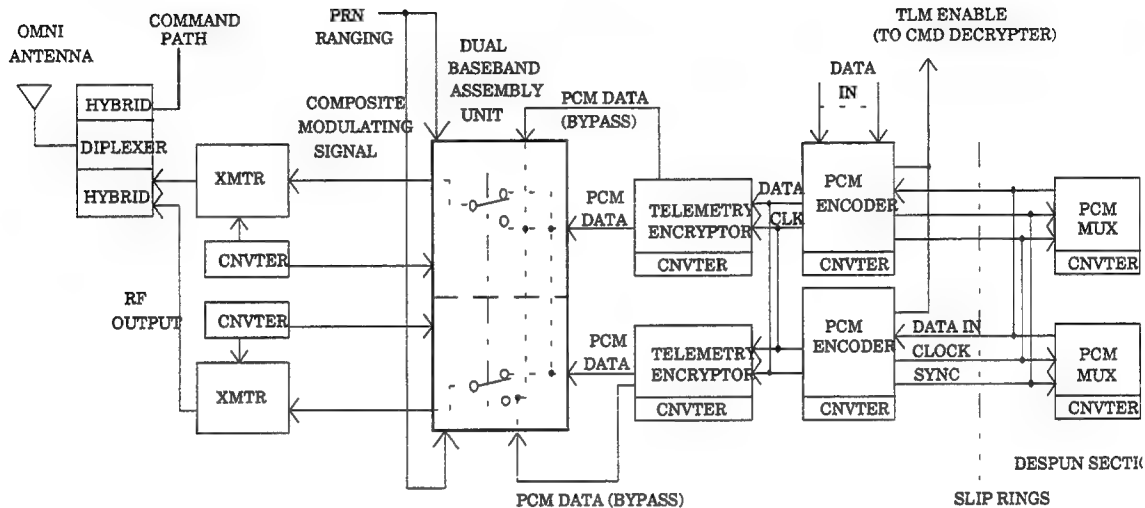 OMNI
ANTENNA
COMMAND
PATH
PRN
RANGING
DUAL
BASEBAND
ASSEMBLY
UNIT
TLM ENABLE
(TO CMD DECRYPTER)
DATA
IN
HYBRID
DIPLEXER
HYBRID
COMPOSITE
MODULATING
SIGNAL
PCM DATA
(BYPASS)
XMTR
CNVTER
PCM
DATA
TELEMETRY
ENCRYPTOR
CNVTER
DATA
CLK
PCM
ENCODER
CNVTER
PCM
MUX
CNVTER
RF
OUTPUT
CNVTER
XMTR
PCM
DATA
TELEMETRY
ENCRYPTOR
CNVTER
PCM
ENCODER
CNVTER
DATA IN
CLOCK
SYNC
PCM
MUX
CNVTER
PCM DATA (BYPASS)
SLIP RINGS
DESPUN